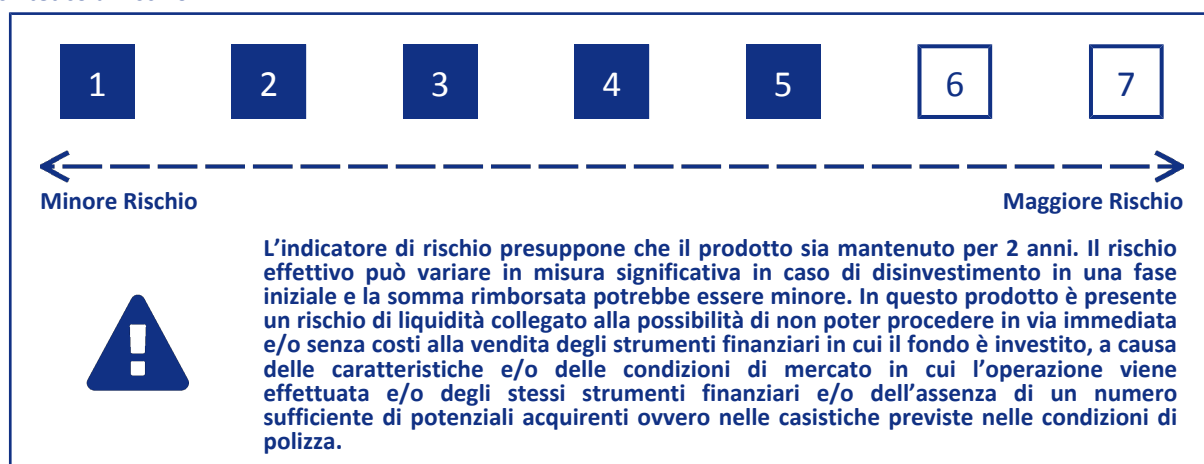 1 2 3 4 5 6 7
Minore Rischio Maggiore Rischio
L'indicatore di rischio presuppone che il prodotto sia mantenuto per 2 anni. Il rischio
effettivo può variare in misura significativa in caso di disinvestimento in una fase
iniziale e la somma rimborsata potrebbe essere minore. In questo prodotto è presente
un rischio di liquidità collegato alla possibilità di non poter procedere in via immediata
e/o senza costi alla vendita degli strumenti finanziari in cui il fondo è investito, a causa
delle caratteristiche e/o delle condizioni di mercato in cui l'operazione viene
effettuata e/o degli stessi strumenti finanziari e/o dell'assenza di un numero
sufficiente di potenziali acquirenti ovvero nelle casistiche previste nelle condizioni di
polizza.